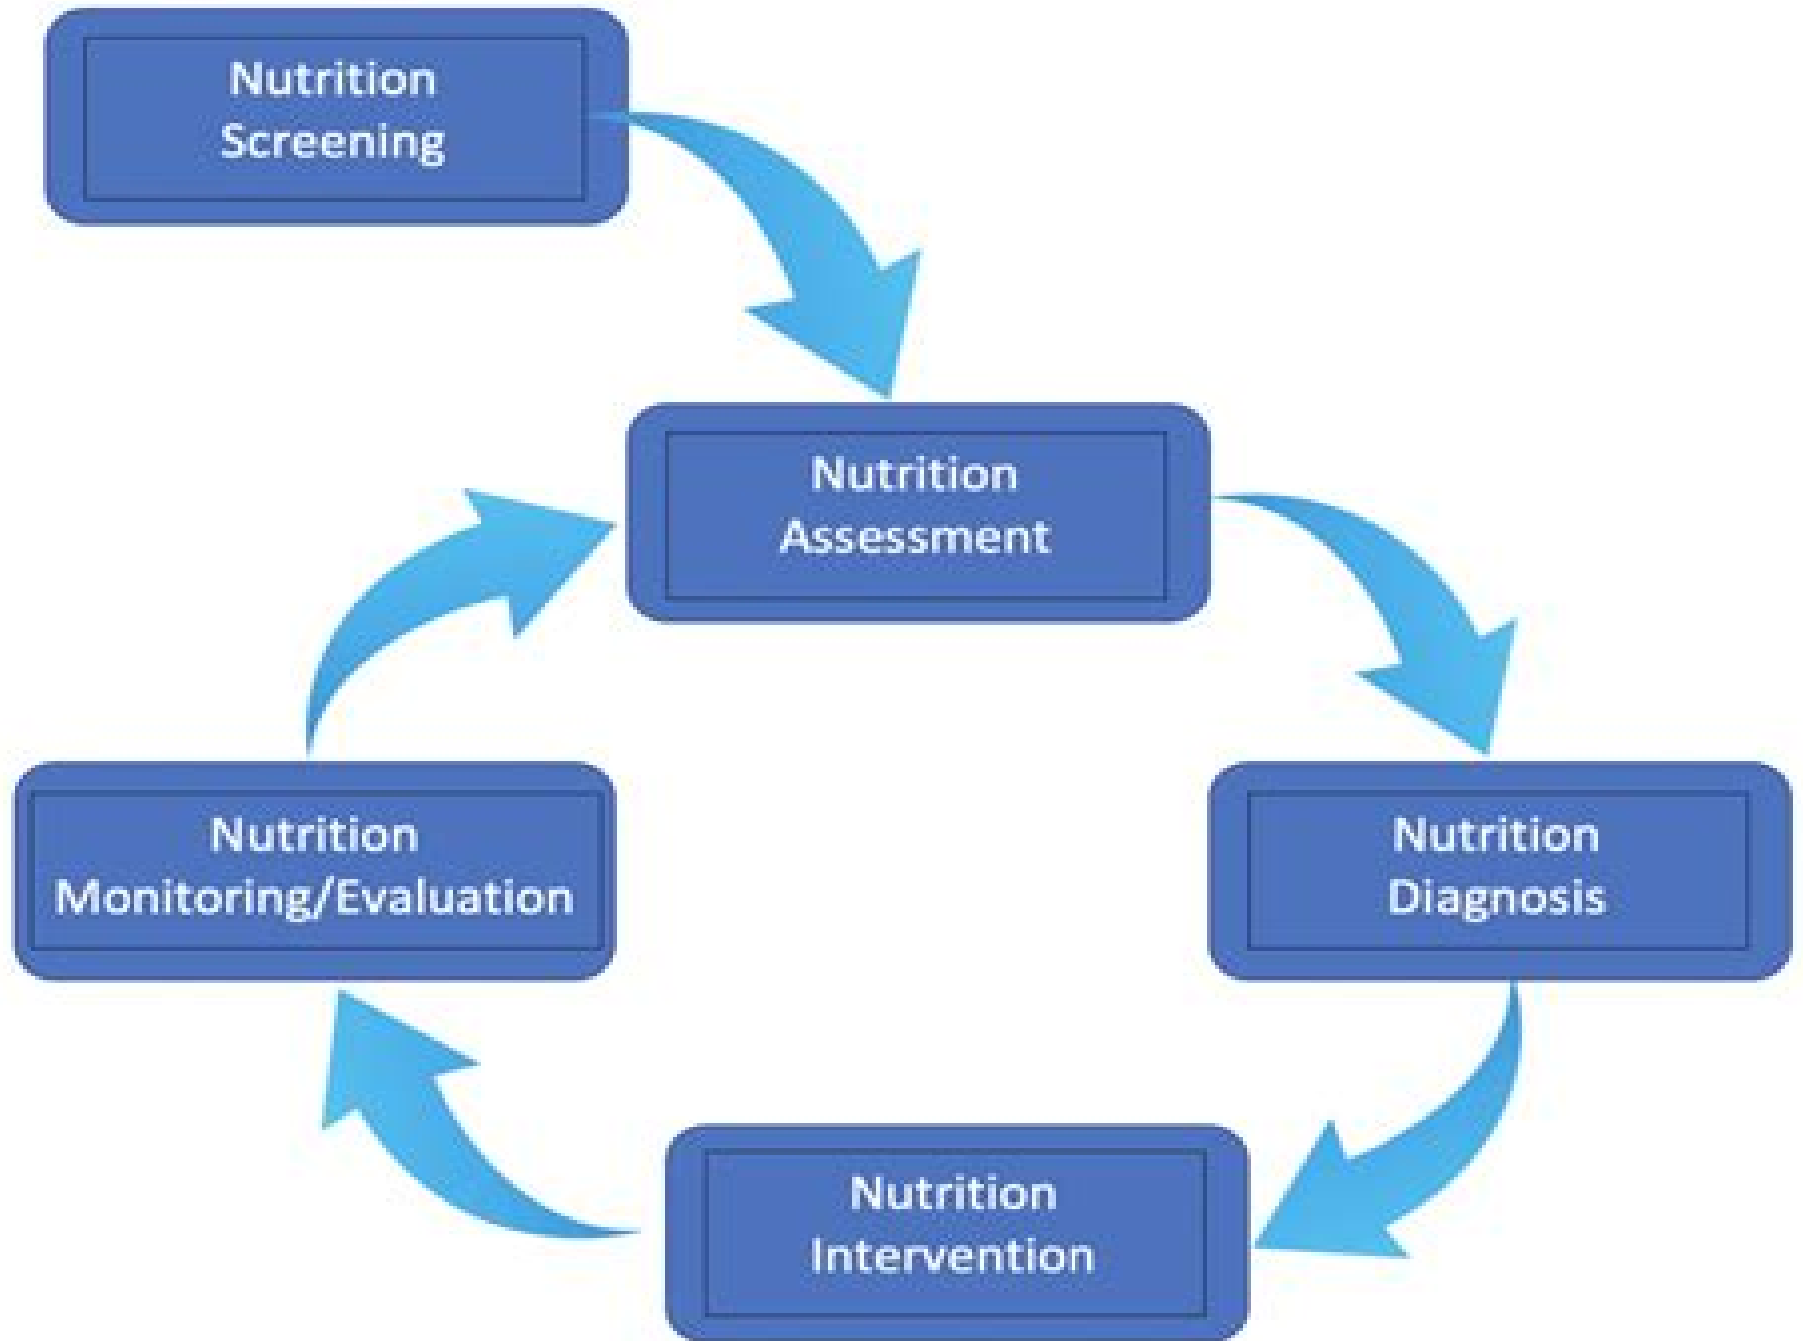 Nutrition
Screening
Nutrition
Assessment
Nutrition
Monitoring/Evaluation
Nutrition
Diagnosis
Nutrition
Intervention